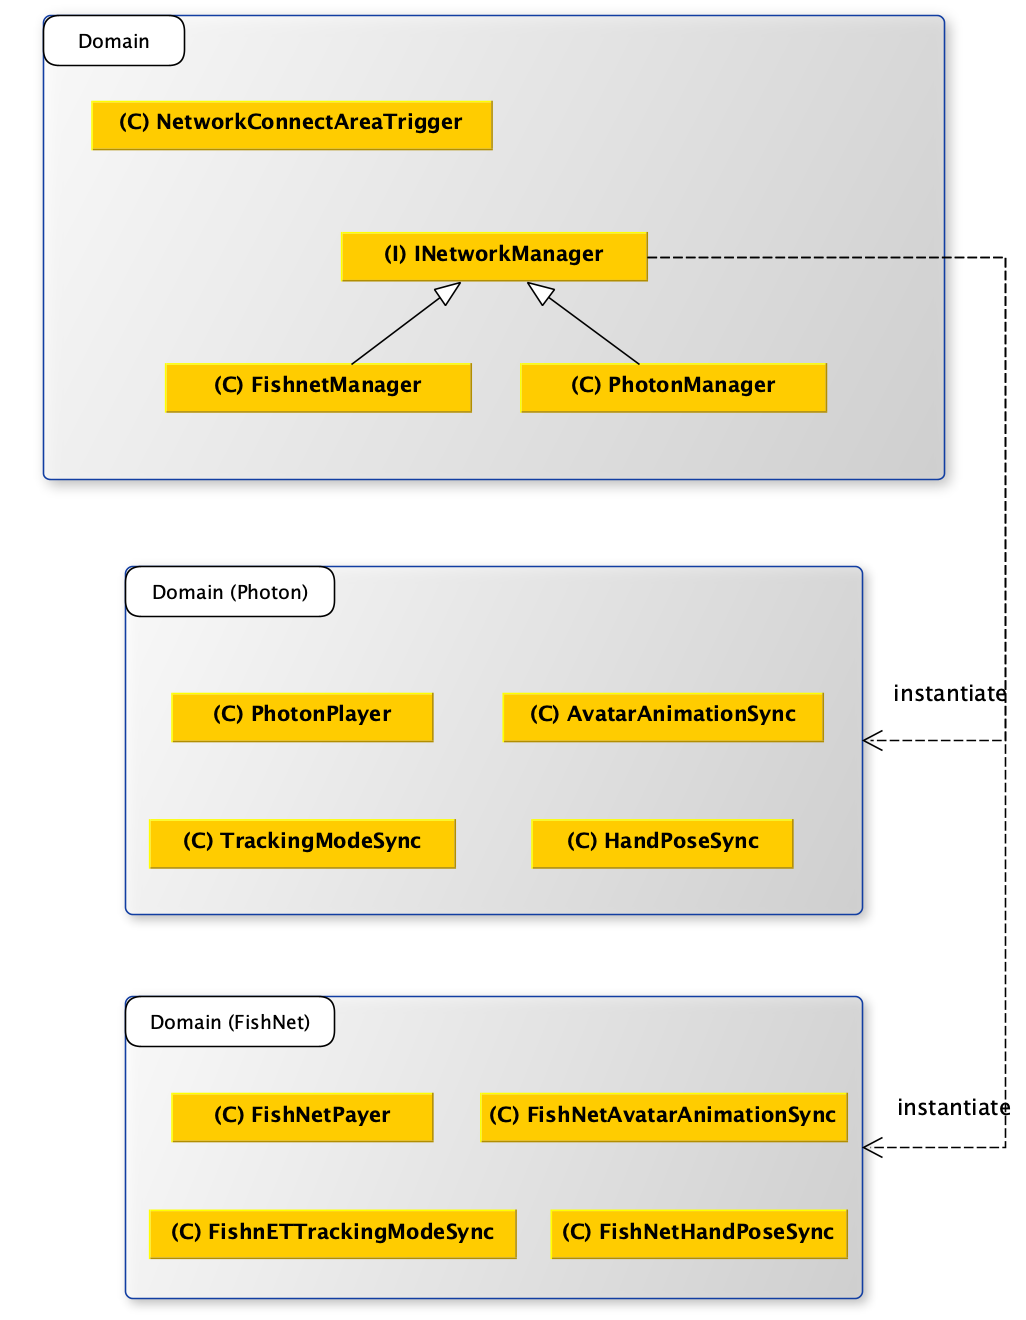 Domain
(C) NetworkConnectAreaTrigger
(I) INetworkManager
(C) FishnetManager
(C) PhotonManager
Domain (Photon)
instantiate
(C) PhotonPlayer
(C) AvatarAnimationSync
(C) TrackingModeSync
(C) HandPoseSync
Domain (FishNet)
instantiate
(C) FishNetPayer
(C) FishNetAvatarAnimationSync
(C) FishnETTrackingModeSync
(C) FishNetHandPoseSync